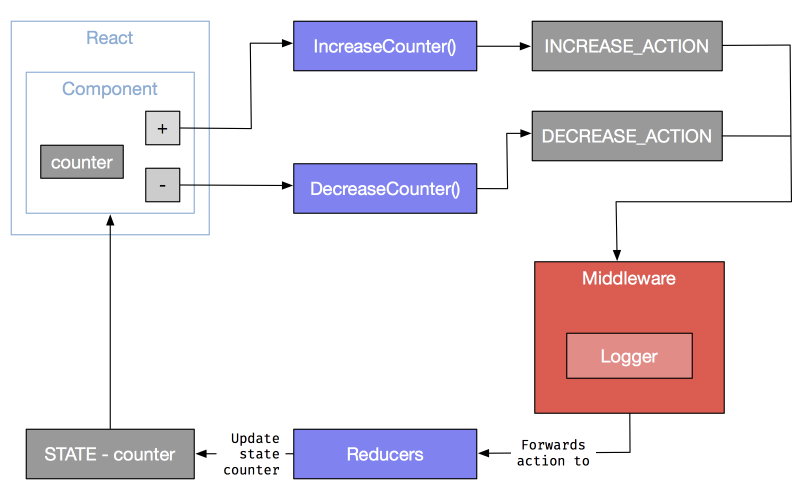 React
Component
+
counter
-
IncreaseCounter()
INCREASE_ACTION
DecreaseCounter()
DECREASE_ACTION
Middleware
Logger
Forwards
action to
Reducers
Update
state
counter
STATE - counter